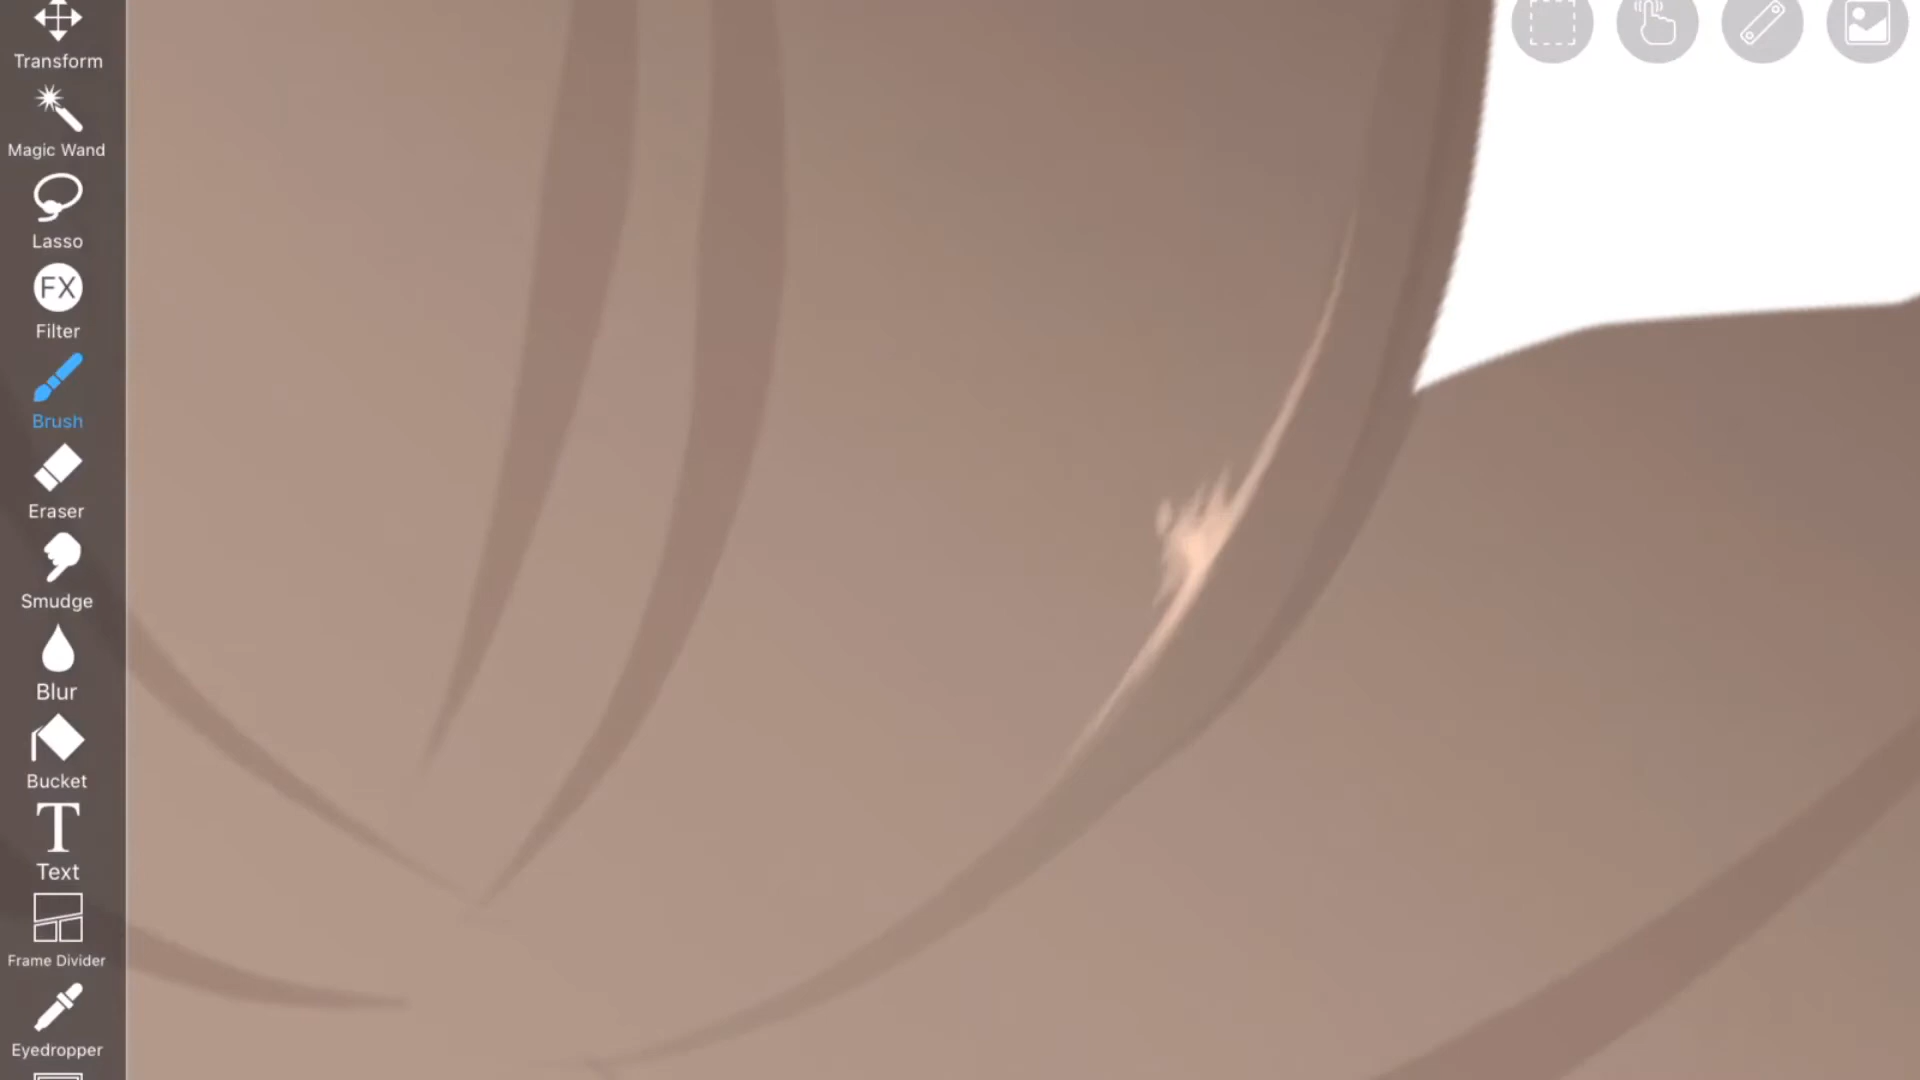 Transform
Magic Wand
Lasso
FX
Filter
Brush
Eraser
Smudge
Blur
Bucket
T
Text
Frame Divider
Eyedropper